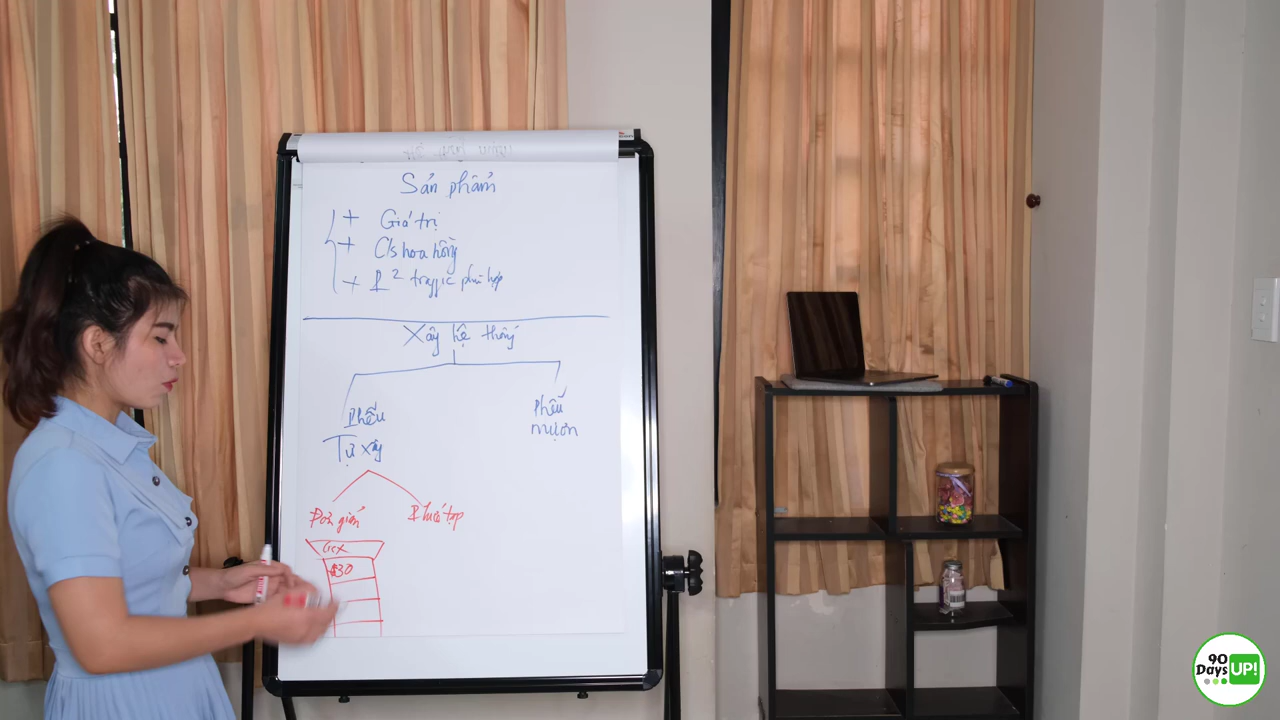 Sản phẩm
+ Giá trị
+ C/s hoa hồng
+ traffic phù hợp
Xây hệ thống
Phễu
Tự xây
Phễu
mượn
Đơn giản
Phức tạp
$30
90
Days
UP!